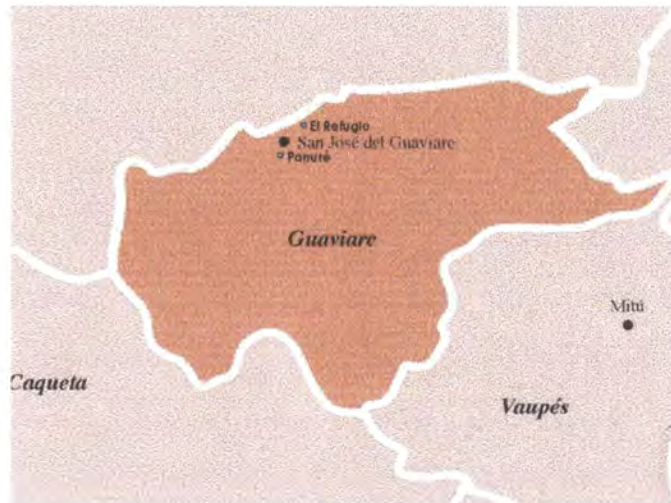 El Refugio
San José del Guaviare
Panuré
Guaviare
Mitú
Caqueta
Vaupés